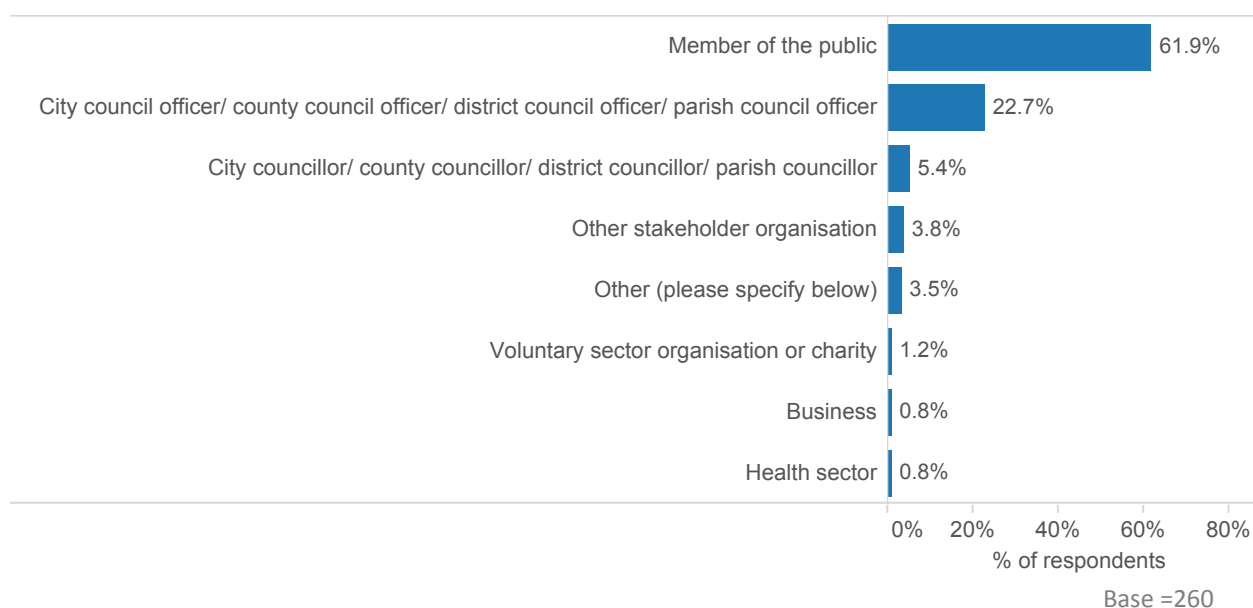 Member of the public 61.9%
City council officer/ county council officer/ district council officer/ parish council officer 22.7%
City councillor/ county councillor/ district councillor/ parish councillor 5.4%
Other stakeholder organisation 3.8%
Other (please specify below) 3.5%
Voluntary sector organisation or charity 1.2%
Business 0.8%
Health sector 0.8%
0% 20% 40% 60% 80%
% of respondents
Base =260